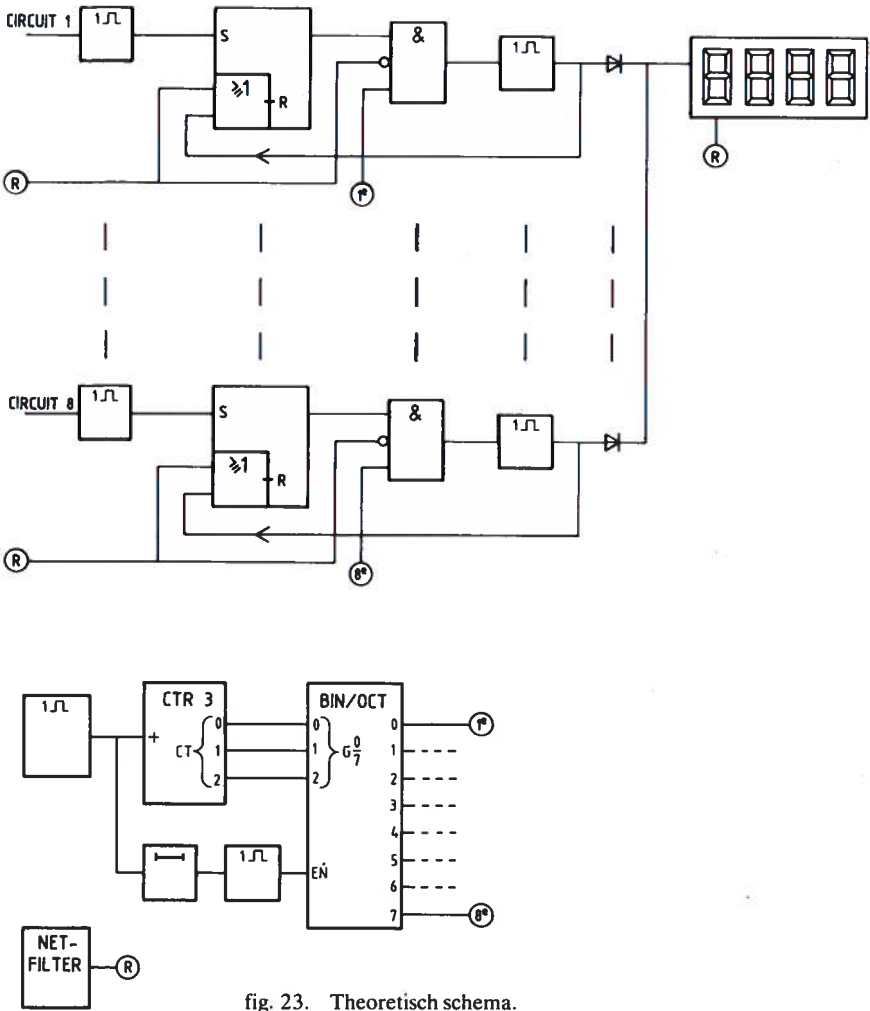 CIRCUIT 1
1⎍
S
≥1
R
&
1⎍
8888
R
R
1e
CIRCUIT 8
1⎍
S
≥1
R
&
1⎍
R
8e
1⎍
CTR 3
+
CT
0
1
2
BIN/OCT
0
1
2
G 0/7
EN
0
1
2
3
4
5
6
7
1e
8e
1⎍
NET-
FILTER
R
fig. 23. Theoretisch schema.